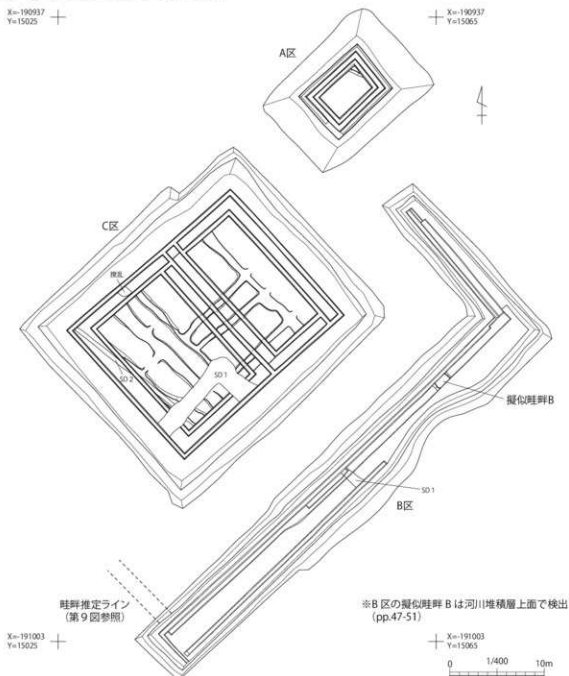 X=-190937
Y=15025
X=-190937
Y=15065
A区
C区
撹乱
SD 2
SD 1
擬似畦畔B
SD 1
B区
畦畔推定ライン
(第9図参照)
※B区の擬似畦畔Bは河川堆積層上面で検出
(pp.47-51)
X=-191003
Y=15025
X=-191003
Y=15065
0 1/400 10m